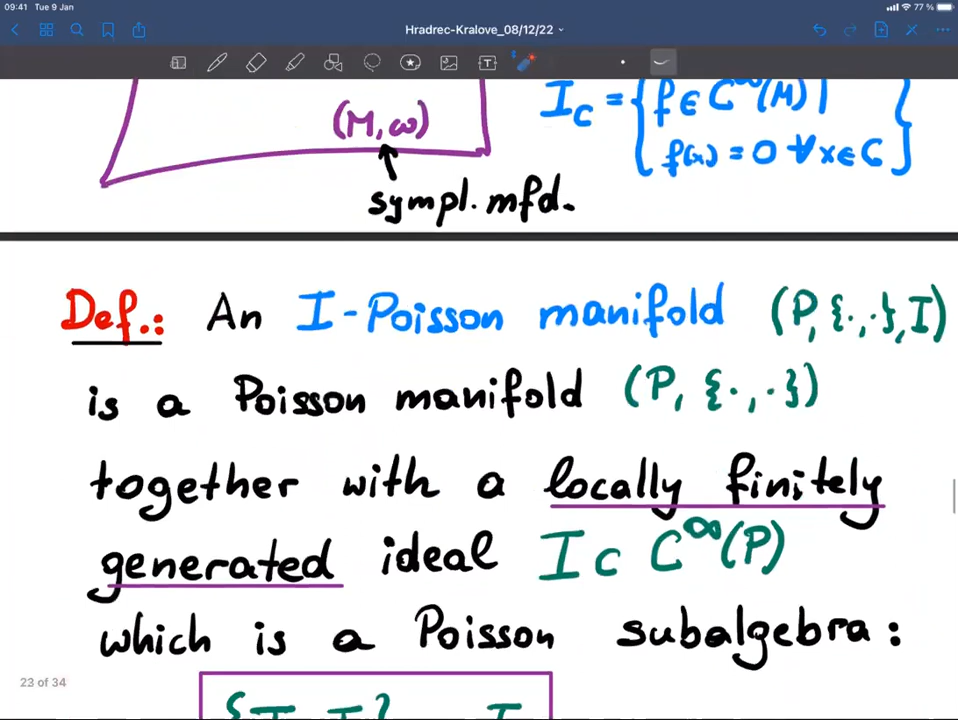 09:41 Tue 9 Jan
77 %
Hradrec-Kralove_08/12/22
(M, ω)
sympl. mfd.
I_C = { f ∈ C^∞(M) |
f(x) = 0 ∀ x ∈ C }
Def.: An I-Poisson manifold (P, {·,·}, I)
is a Poisson manifold (P, {·,·})
together with a locally finitely
generated ideal I ⊂ C^∞(P)
which is a Poisson subalgebra:
23 of 34